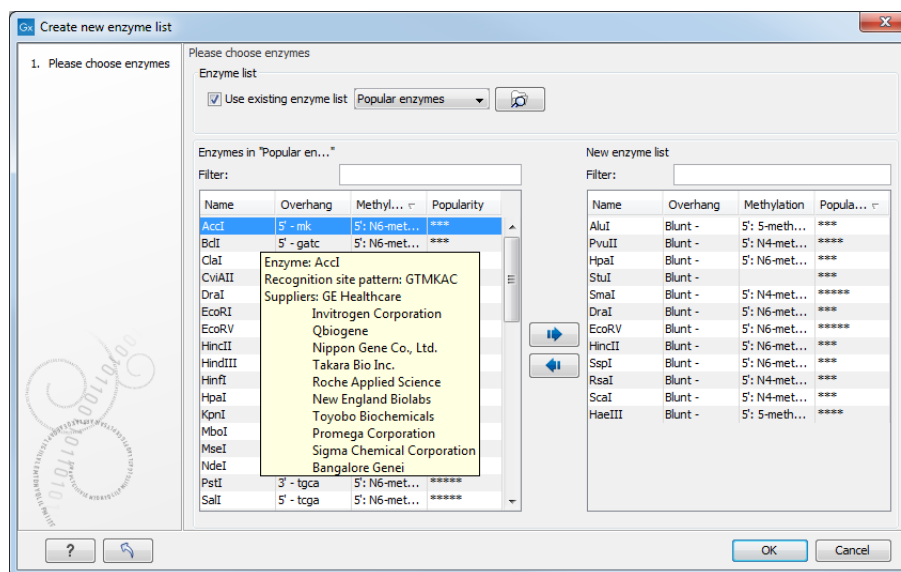 Gx Create new enzyme list
1. Please choose enzymes
Please choose enzymes
Enzyme list
Use existing enzyme list Popular enzymes
Enzymes in "Popular en..."
Filter:
Name Overhang Methyl... Popularity
AccI 5' - mk 5': N6-met... ***
BclI 5' - gatc 5': N6-met... ***
ClaI
CviAII
DraI
EcoRI
EcoRV
HincII
HindIII
HinfI
HpaI
KpnI
MboI
MseI
NdeI
PstI 3' - tgca 5': N6-met... *****
SalI 5' - tcga 5': N6-met... *****
Enzyme: AccI
Recognition site pattern: GTMKAC
Suppliers: GE Healthcare
Invitrogen Corporation
Qbiogene
Nippon Gene Co., Ltd.
Takara Bio Inc.
Roche Applied Science
New England Biolabs
Toyobo Biochemicals
Promega Corporation
Sigma Chemical Corporation
Bangalore Genei
New enzyme list
Filter:
Name Overhang Methylation Popula...
AluI Blunt - 5': 5-meth... ***
PvuII Blunt - 5': N4-met... ****
HpaI Blunt - 5': N6-met... ***
StuI Blunt - ***
SmaI Blunt - 5': N4-met... *****
DraI Blunt - 5': N6-met... ***
EcoRV Blunt - 5': N6-met... *****
HincII Blunt - 5': N6-met... ***
SspI Blunt - 5': N6-met... ***
RsaI Blunt - 5': N4-met... ***
ScaI Blunt - 5': N4-met... ***
HaeIII Blunt - 5': 5-meth... ****
?
OK
Cancel